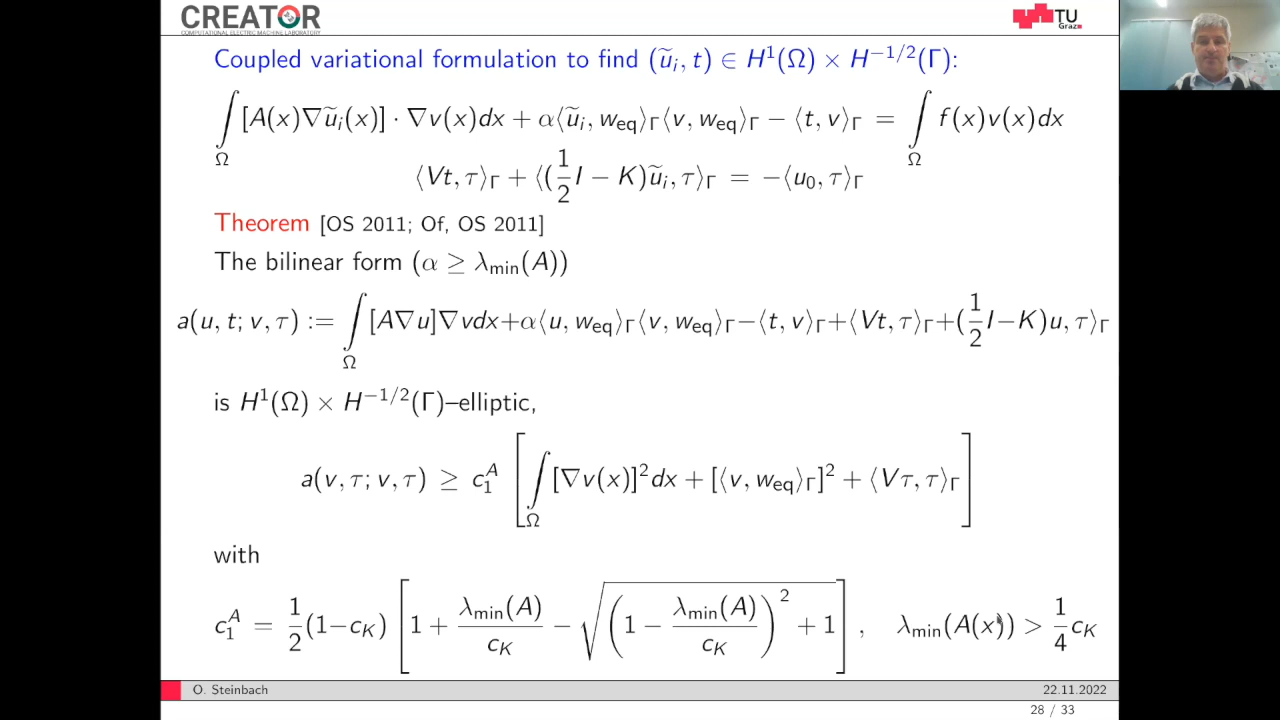 CREATOR
COMPUTATIONAL ELECTRIC MACHINE LABORATORY
TU Graz
Coupled variational formulation to find (ũ_i, t) ∈ H^1(Ω) × H^{−1/2}(Γ):
∫_Ω [A(x)∇ũ_i(x)] · ∇v(x)dx + α⟨ũ_i, w_eq⟩_Γ⟨v, w_eq⟩_Γ − ⟨t, v⟩_Γ = ∫_Ω f(x)v(x)dx
⟨Vt, τ⟩_Γ + ⟨(1/2 I − K)ũ_i, τ⟩_Γ = −⟨u_0, τ⟩_Γ
Theorem [OS 2011; Of, OS 2011]
The bilinear form (α ≥ λ_min(A))
a(u, t; v, τ) := ∫_Ω [A∇u]∇vdx+α⟨u, w_eq⟩_Γ⟨v, w_eq⟩_Γ−⟨t, v⟩_Γ+⟨Vt, τ⟩_Γ+(1/2 I−K)u, τ⟩_Γ
is H^1(Ω) × H^{−1/2}(Γ)–elliptic,
a(v, τ; v, τ) ≥ c_1^A [∫_Ω [∇v(x)]^2 dx + [⟨v, w_eq⟩_Γ]^2 + ⟨Vτ, τ⟩_Γ]
with
c_1^A = 1/2 (1−c_K) [1 + λ_min(A)/c_K − √((1 − λ_min(A)/c_K)^2 + 1)], λ_min(A(x)) > 1/4 c_K
O. Steinbach 22.11.2022
28 / 33